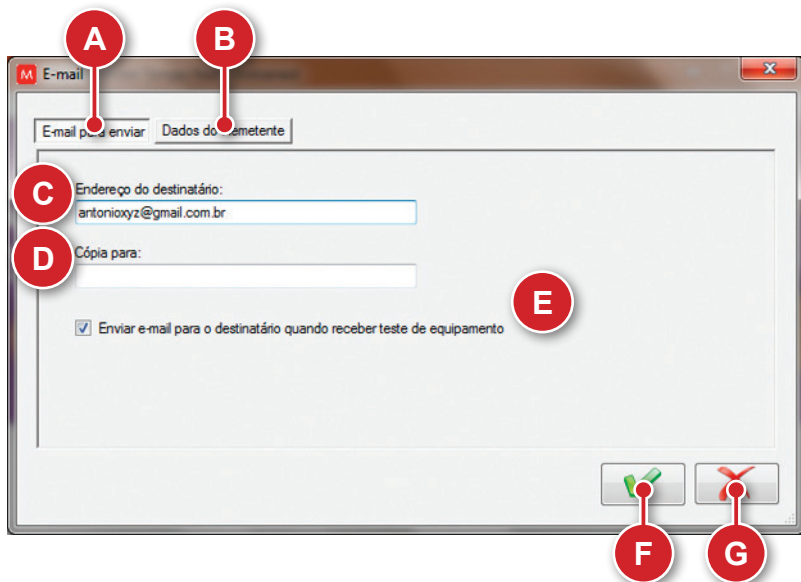 A
B
M E-mail
E-mail para enviar
Dados do Remetente
C
Endereço do destinatário:
antonioxyz@gmail.com.br
D
Cópia para:
E
Enviar e-mail para o destinatário quando receber teste de equipamento
F
G